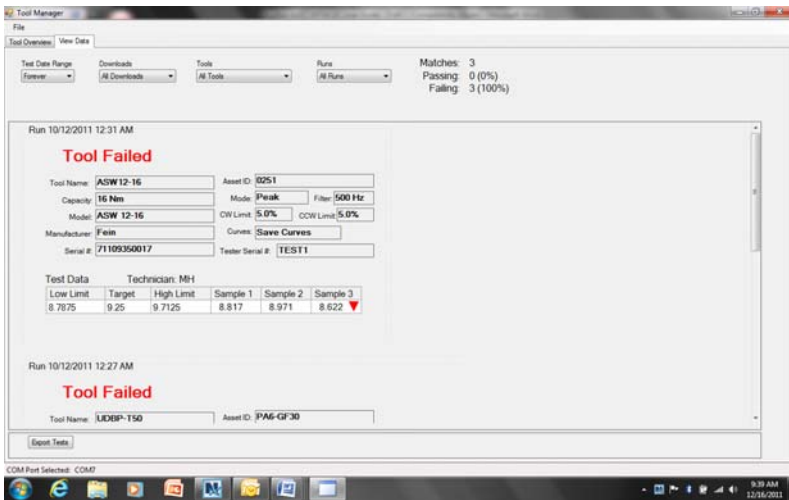 Tool Manager
File
Tool Overview View Data
Test Date Range Downloads Tools Runs
Forever All Downloads All Tools All Runs
Matches: 3
Passing: 0 (0%)
Failing: 3 (100%)
Run 10/12/2011 12:31 AM
Tool Failed
Tool Name: ASW12-16 Asset ID: 0251
Capacity: 16 Nm Mode: Peak Filter: 500 Hz
Model: ASW 12-16 CW Limit: 5.0% CCW Limit: 5.0%
Manufacturer: Fein Curves: Save Curves
Serial #: 71109350017 Tester Serial #: TEST1
Test Data Technician: MH
Low Limit Target High Limit Sample 1 Sample 2 Sample 3
8.7875 9.25 9.7125 8.817 8.971 8.622
Run 10/12/2011 12:27 AM
Tool Failed
Tool Name: UDBP-T50 Asset ID: PA6-GF30
Export Tests
COM Port Selected: COM7
9:39 AM
12/16/2011